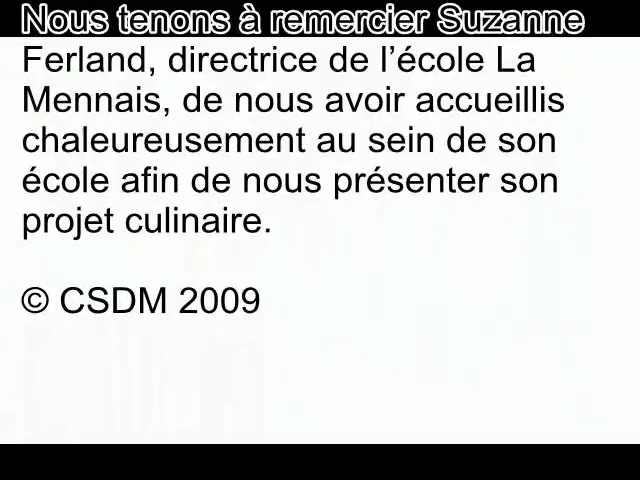 Nous tenons à remercier Suzanne
Ferland, directrice de l’école La
Mennais, de nous avoir accueillis
chaleureusement au sein de son
école afin de nous présenter son
projet culinaire.
© CSDM 2009